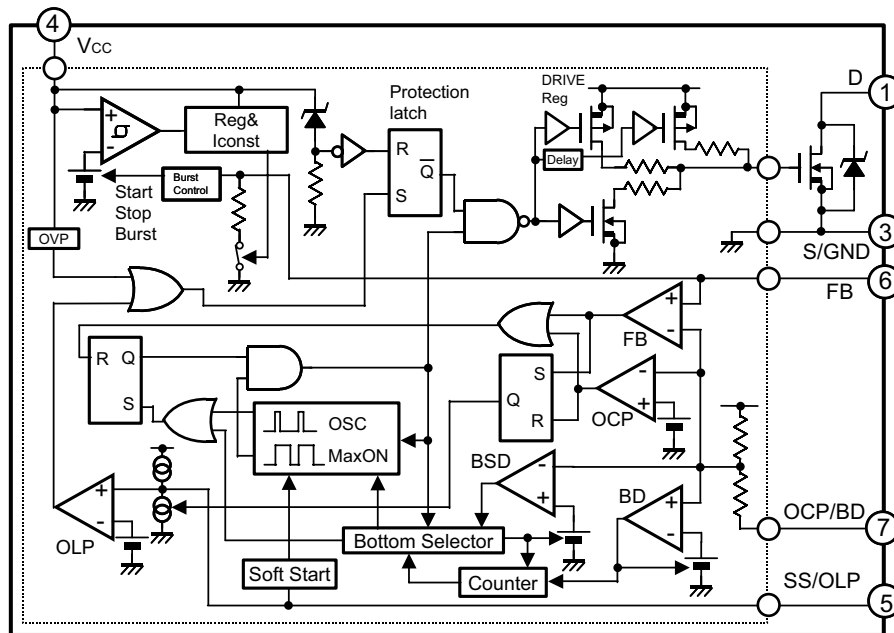 4
VCC
D
1
Protection
latch
DRIVE
Reg
+
-
Reg&
Iconst
R
Q
S
Delay
Start
Stop
Burst
Burst
Control
OVP
3
S/GND
6
FB
+
-
FB
R
Q
S
S
Q
R
-
+
OCP
OSC
MaxON
BSD
-
+
BD
+
-
OCP/BD
7
+
-
OLP
Bottom Selector
Soft Start
Counter
SS/OLP
5